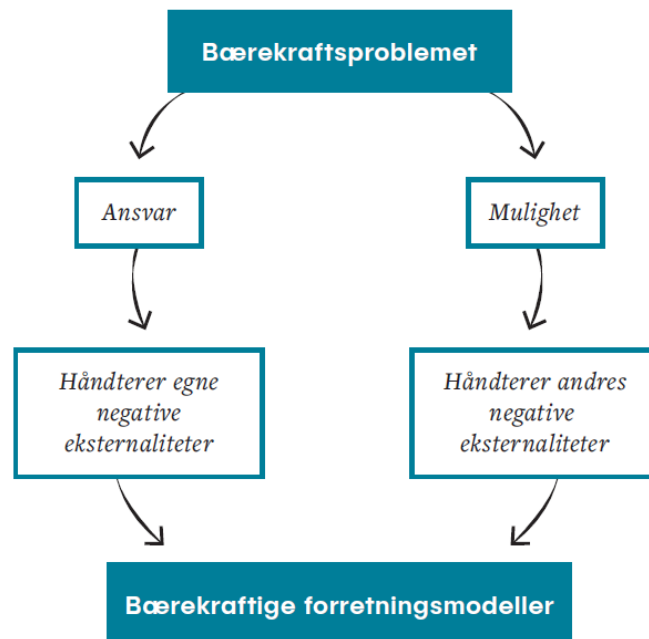 Bærekraftsproblemet
Ansvar
Mulighet
Håndterer egne
negative
eksternaliteter
Håndterer andres
negative
eksternaliteter
Bærekraftige forretningsmodeller